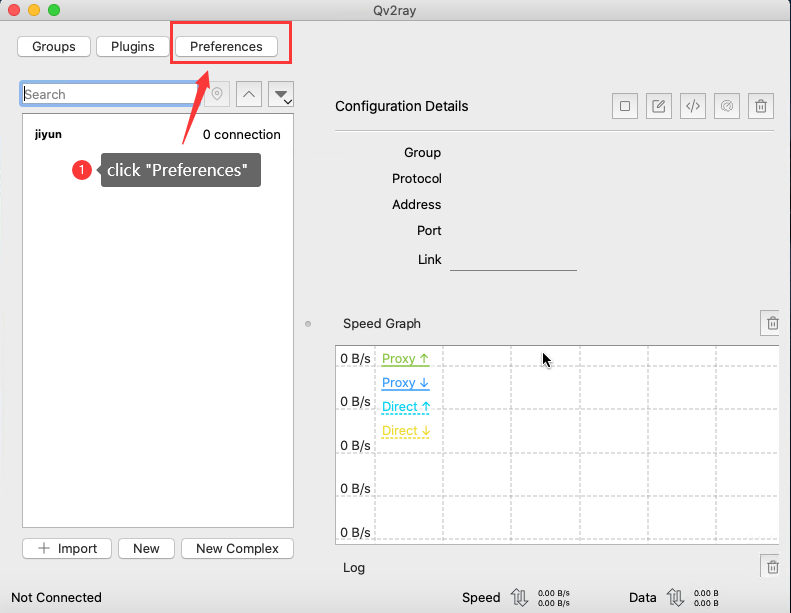 Qv2ray
Groups
Plugins
Preferences
Search
jiyun
0 connection
1
click "Preferences"
Import
New
New Complex
Configuration Details
Group
Protocol
Address
Port
Link
Speed Graph
0 B/s
0 B/s
0 B/s
0 B/s
0 B/s
Proxy ↑
Proxy ↓
Direct ↑
Direct ↓
Log
Not Connected
Speed
0.00 B/s
0.00 B/s
Data
0.00 B
0.00 B